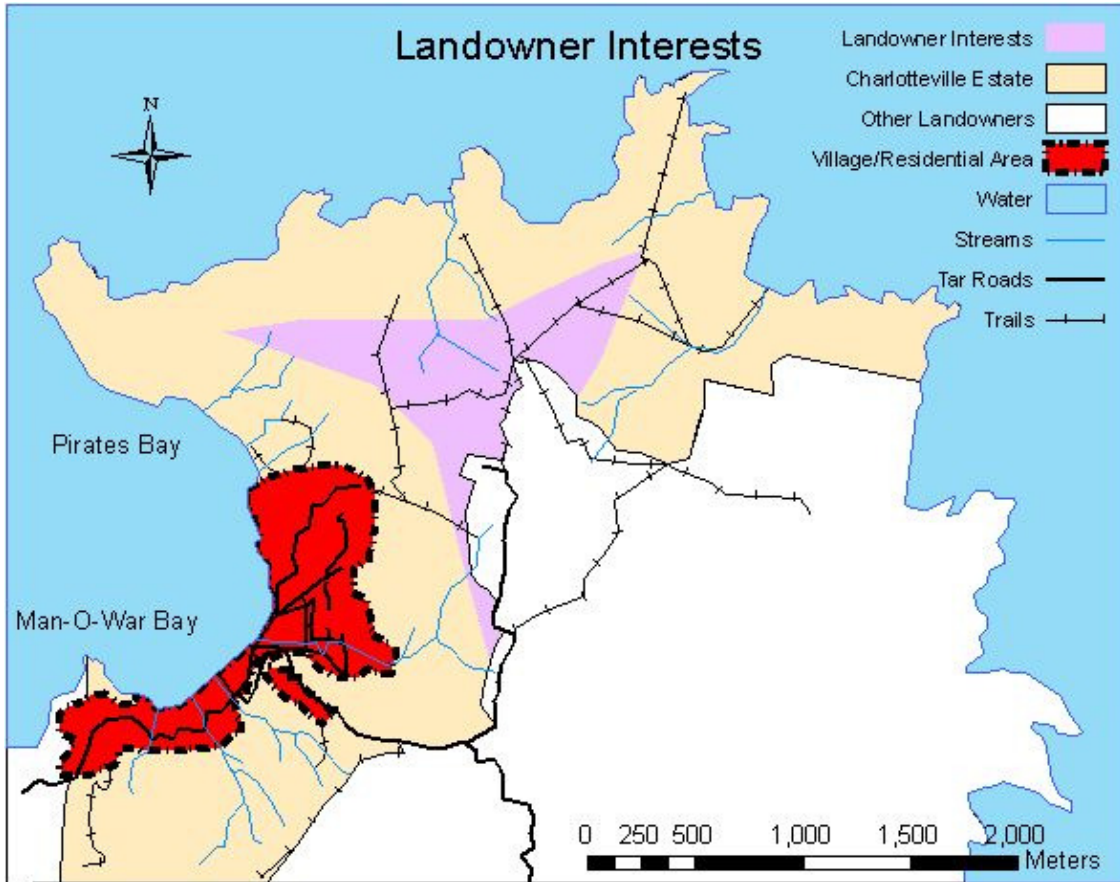 Landowner Interests
Landowner Interests
Charlotteville Estate
Other Landowners
Village/Residential Area
Water
Streams
Tar Roads
Trails
N
Pirates Bay
Man-O-War Bay
0 250 500 1,000 1,500 2,000
Meters